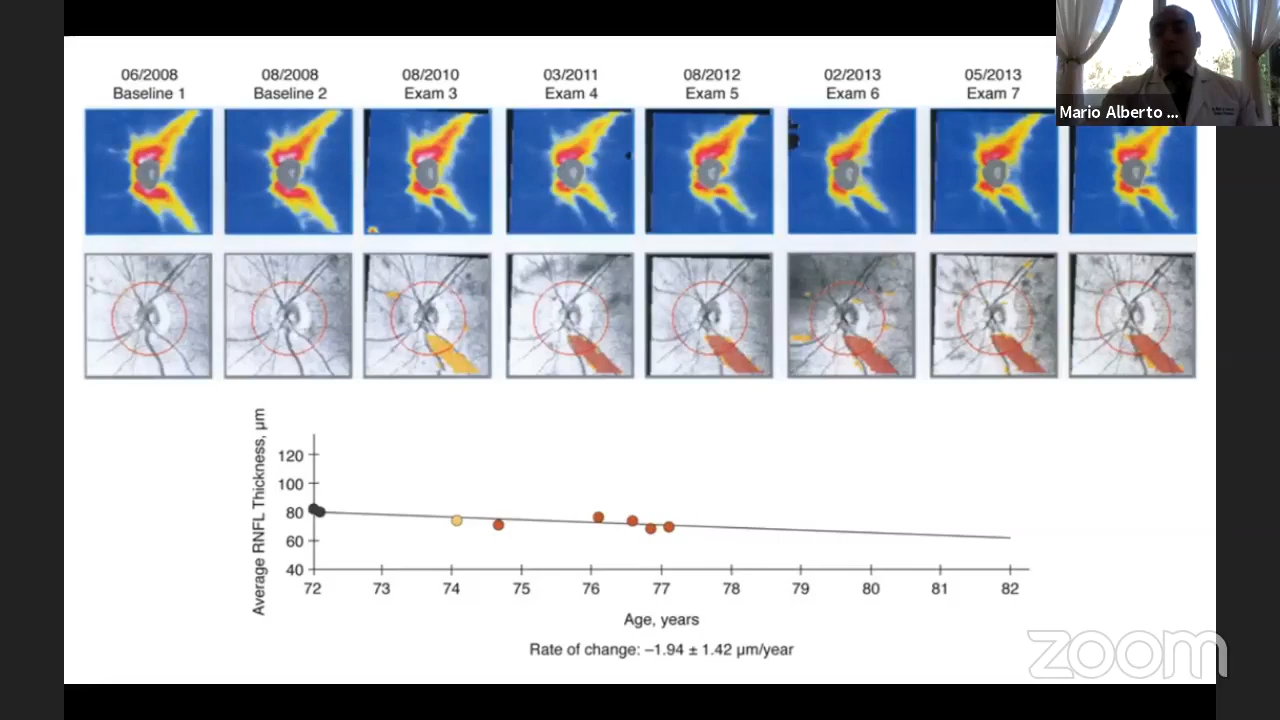 06/2008
Baseline 1
08/2008
Baseline 2
08/2010
Exam 3
03/2011
Exam 4
08/2012
Exam 5
02/2013
Exam 6
05/2013
Exam 7
Mario Alberto ...
Average RNFL Thickness, µm
120
100
80
60
40
72 73 74 75 76 77 78 79 80 81 82
Age, years
Rate of change: –1.94 ± 1.42 µm/year
zoom